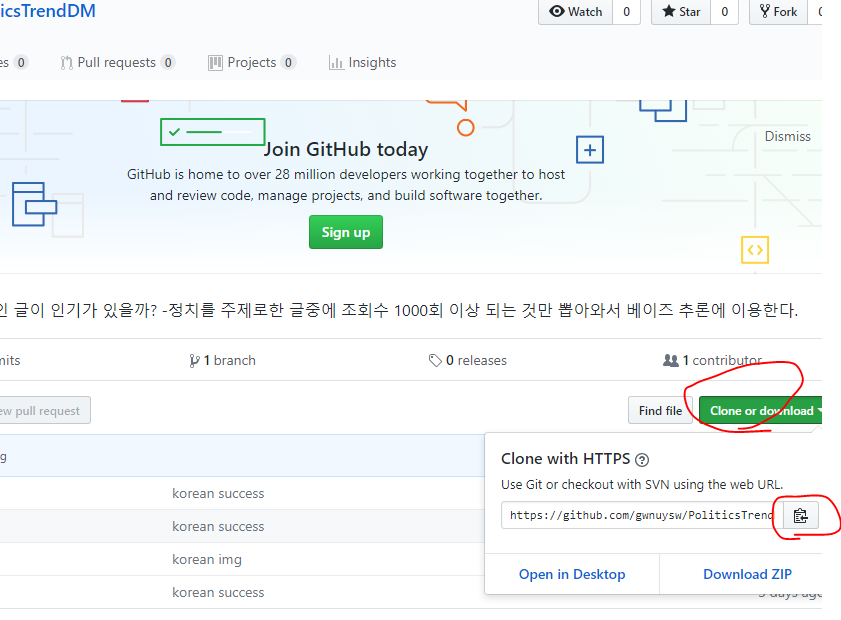 icsTrendDM
Watch 0 Star 0 Fork
es 0 Pull requests 0 Projects 0 Insights
Join GitHub today
Dismiss
GitHub is home to over 28 million developers working together to host
and review code, manage projects, and build software together.
Sign up
인 글이 인기가 있을까? -정치를 주제로한 글중에 조회수 1000회 이상 되는 것만 뽑아와서 베이즈 추론에 이용한다.
mits 1 branch 0 releases 1 contributor
ew pull request Find file Clone or download
g
Clone with HTTPS ?
Use Git or checkout with SVN using the web URL.
korean success
https://github.com/gwnuysw/PoliticsTrend
korean success
korean img
Open in Desktop Download ZIP
korean success
days ago